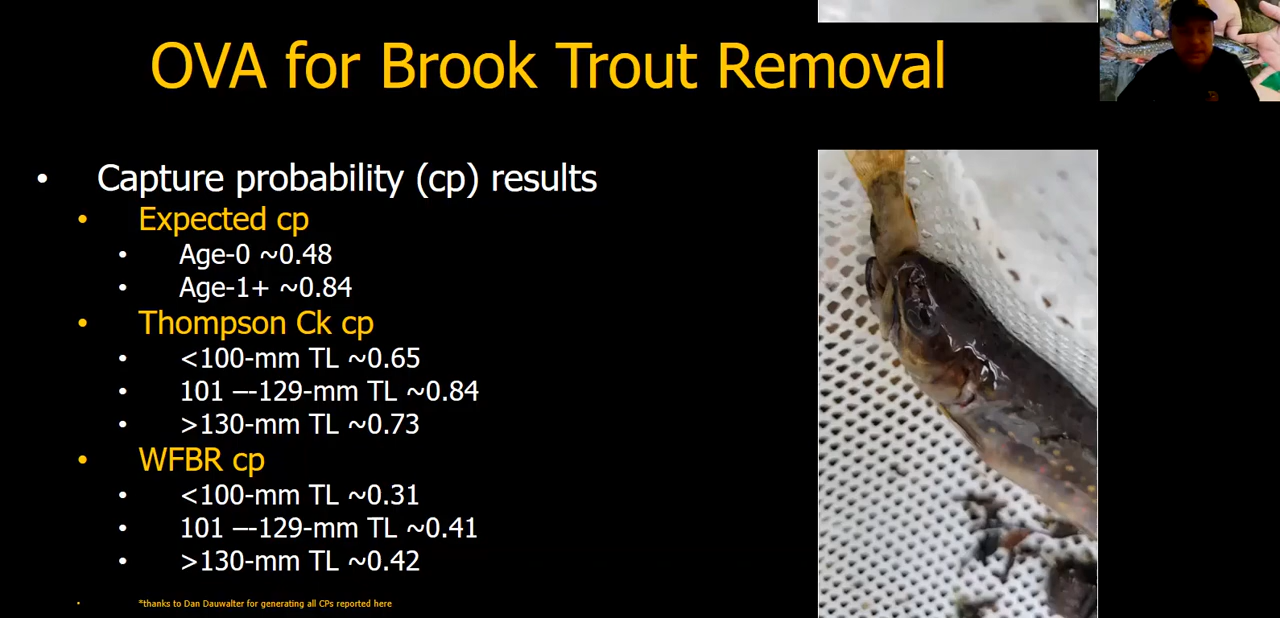 OVA for Brook Trout Removal
• Capture probability (cp) results
• Expected cp
• Age-0 ~0.48
• Age-1+ ~0.84
• Thompson Ck cp
• <100-mm TL ~0.65
• 101 –-129-mm TL ~0.84
• >130-mm TL ~0.73
• WFBR cp
• <100-mm TL ~0.31
• 101 –-129-mm TL ~0.41
• >130-mm TL ~0.42
• *thanks to Dan Dauwalter for generating all CPs reported here